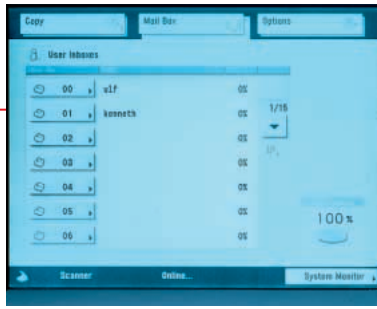 Copy Mail Box Options
User Inboxes
00 ulf 0%
01 kenneth 0%
1/15
02 0%
03 0%
04 0%
05 0%
100 %
06 0%
Scanner Online... System Monitor